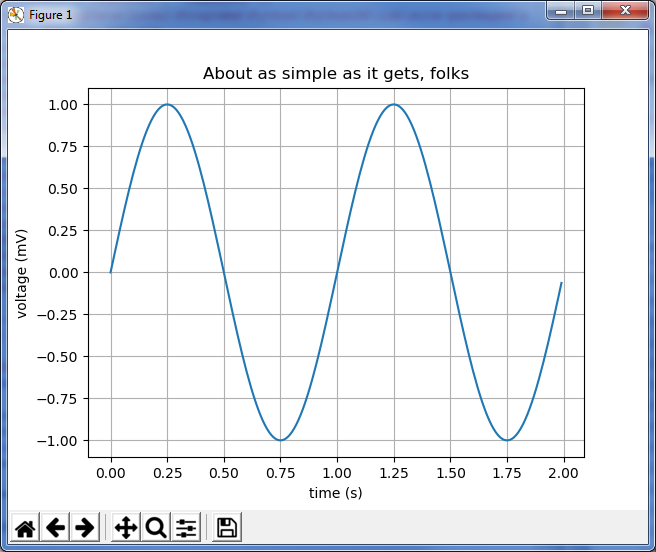 Figure 1
About as simple as it gets, folks
1.00
0.75
0.50
0.25
0.00
−0.25
−0.50
−0.75
−1.00
voltage (mV)
0.00 0.25 0.50 0.75 1.00 1.25 1.50 1.75 2.00
time (s)